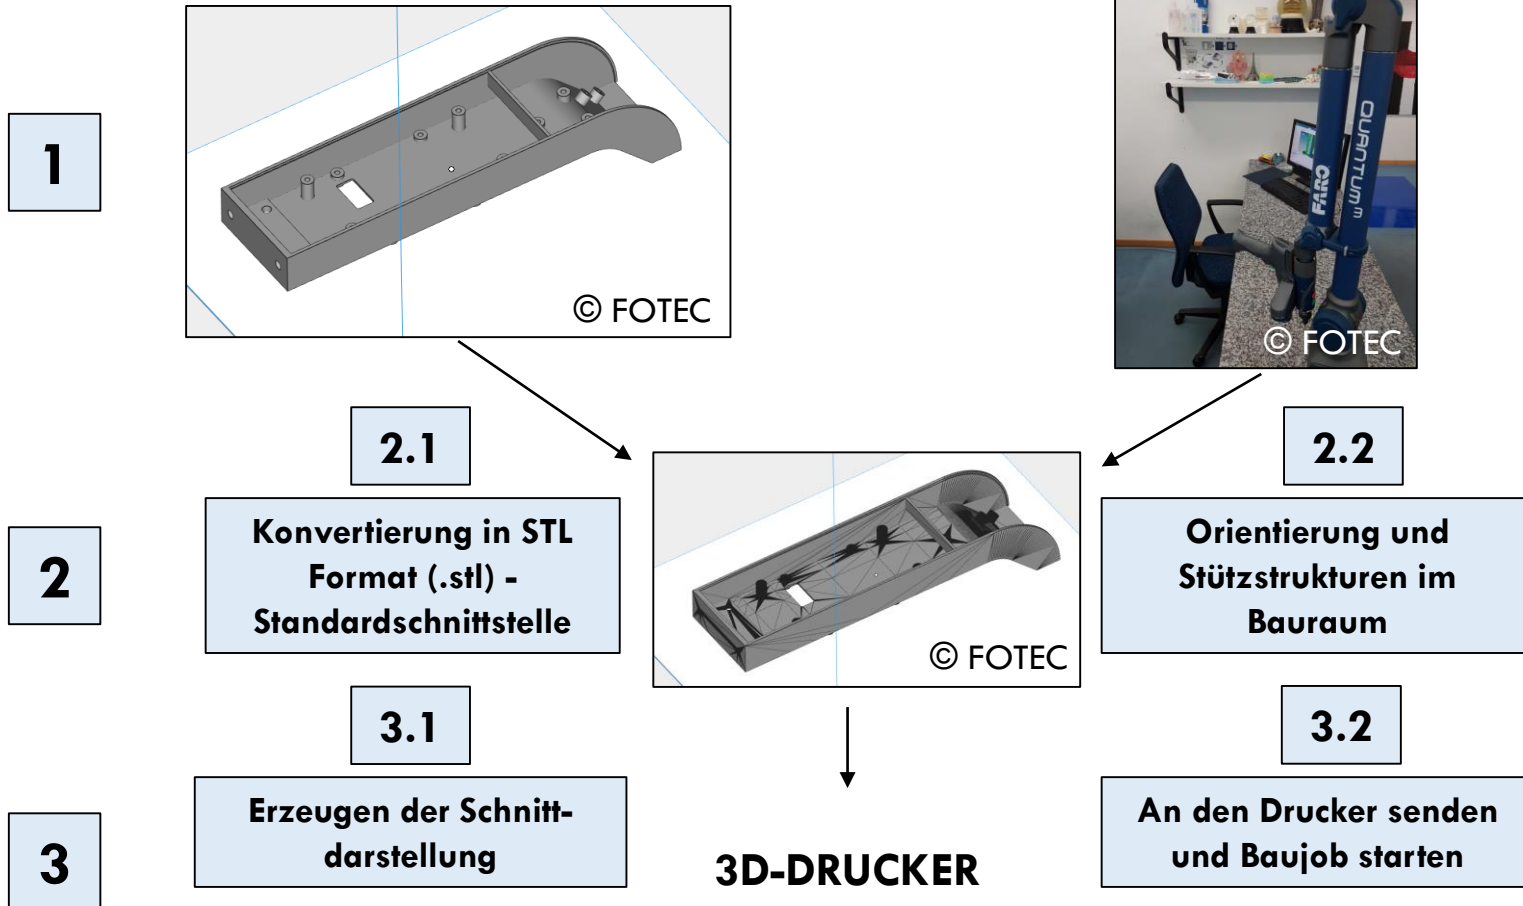 1
© FOTEC
FARO
QUANTUM m
© FOTEC
2.1
2.2
2
Konvertierung in STL
Format (.stl) -
Standardschnittstelle
© FOTEC
Orientierung und
Stützstrukturen im
Bauraum
3.1
3.2
3
Erzeugen der Schnitt-
darstellung
3D-DRUCKER
An den Drucker senden
und Baujob starten